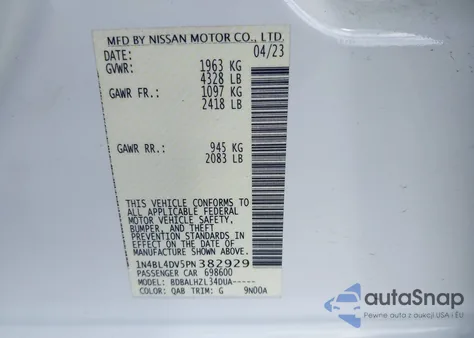 MFD BY NISSAN MOTOR CO., LTD.
DATE: 04/23
GVWR: 1963 KG
4328 LB
GAWR FR.: 1097 KG
2418 LB
GAWR RR.: 945 KG
2083 LB
THIS VEHICLE CONFORMS TO
ALL APPLICABLE FEDERAL
MOTOR VEHICLE SAFETY,
BUMPER, AND THEFT
PREVENTION STANDARDS
IN EFFECT ON THE DATE OF
MANUFACTURE SHOWN ABOVE.
1N4BL4DV5PN382929
PASSENGER CAR 698600
MODEL: BDBALHZL34DUA-----
COLOR: QAB TRIM: G 9N00A
autoSnap
Pewne auto z aukcji USA i EU